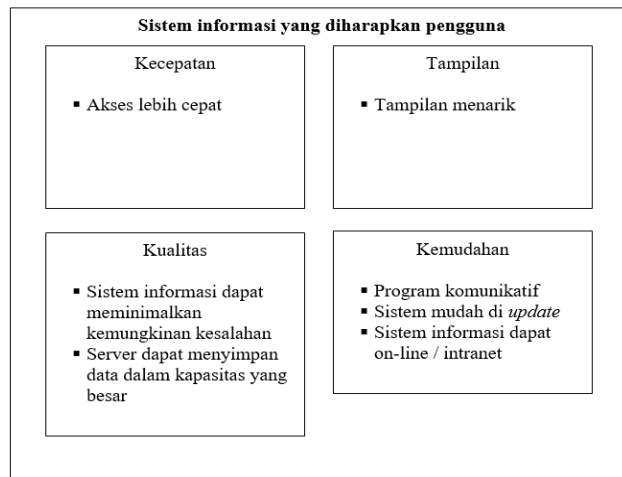 Sistem informasi yang diharapkan pengguna
Kecepatan
▪ Akses lebih cepat
Tampilan
▪ Tampilan menarik
Kualitas
▪ Sistem informasi dapat
meminimalkan
kemungkinan kesalahan
▪ Server dapat menyimpan
data dalam kapasitas yang
besar
Kemudahan
▪ Program komunikatif
▪ Sistem mudah di update
▪ Sistem informasi dapat
on-line / intranet